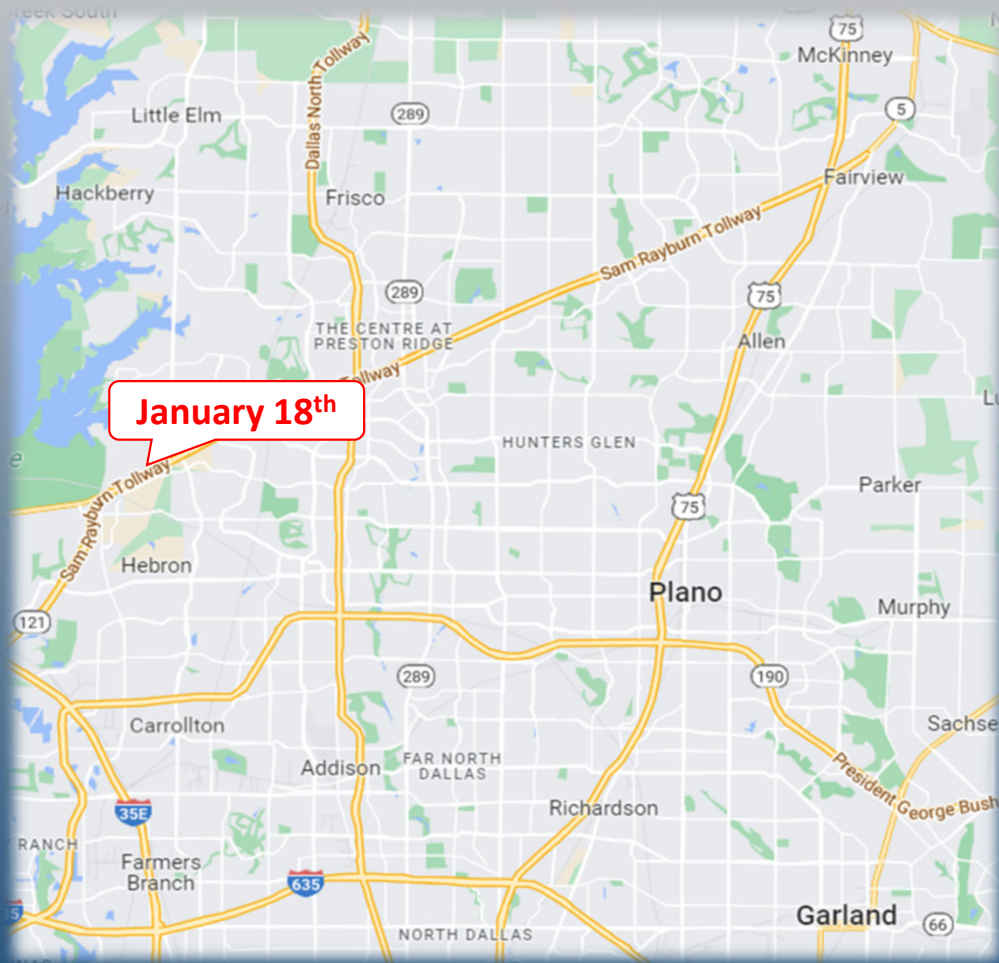 Creek South
75
McKinney
Dallas North Tollway
Little Elm
289
5
Hackberry
Frisco
Fairview
Sam Rayburn Tollway
289
75
THE CENTRE AT
PRESTON RIDGE
Allen
Tollway
January 18th
HUNTERS GLEN
Sam Rayburn Tollway
Parker
75
Hebron
Plano
Murphy
121
289
190
Carrollton
Sachse
Addison
FAR NORTH
DALLAS
President George Bush
Richardson
35E
RANCH
Farmers
Branch
635
Garland
66
NORTH DALLAS